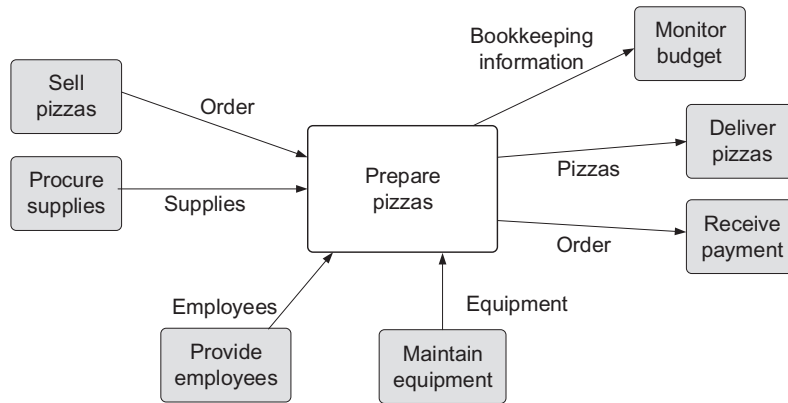 Sell
pizzas
Order
Procure
supplies
Supplies
Prepare
pizzas
Bookkeeping
information
Monitor
budget
Pizzas
Deliver
pizzas
Order
Receive
payment
Employees
Provide
employees
Equipment
Maintain
equipment